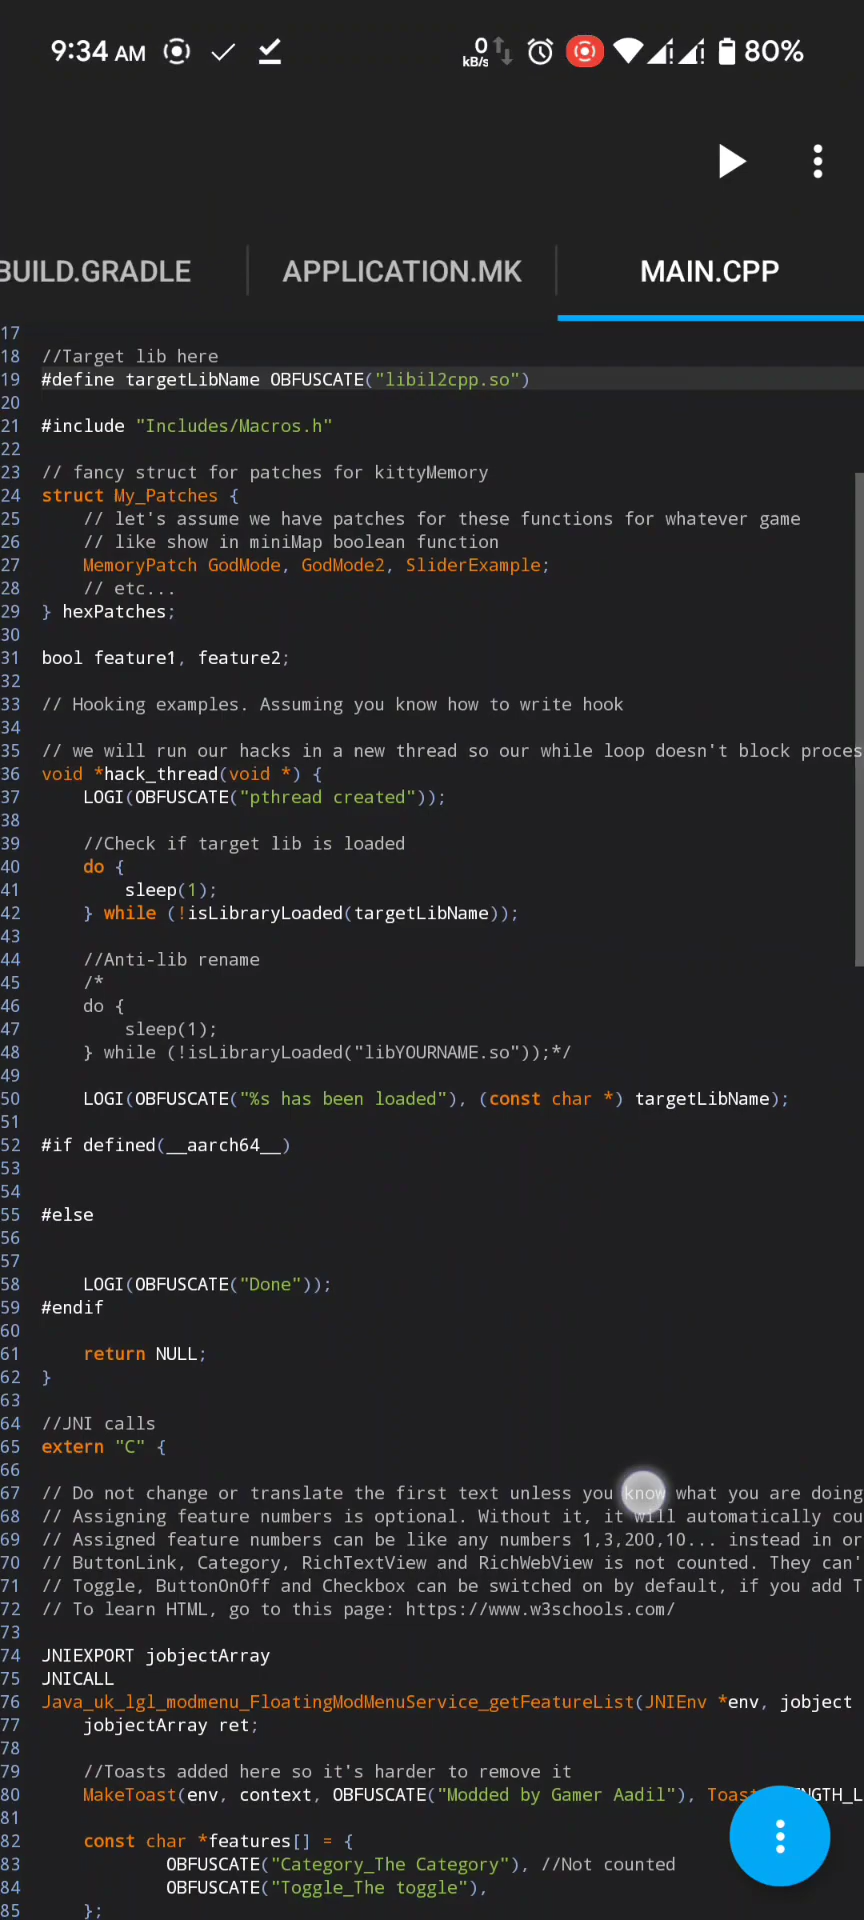 9:34 AM 0 kB/s 80%
BUILD.GRADLE APPLICATION.MK MAIN.CPP
17
18 //Target lib here
19 #define targetLibName OBFUSCATE("libil2cpp.so")
20
21 #include "Includes/Macros.h"
22
23 // fancy struct for patches for kittyMemory
24 struct My_Patches {
25 // let's assume we have patches for these functions for whatever game
26 // like show in miniMap boolean function
27 MemoryPatch GodMode, GodMode2, SliderExample;
28 // etc...
29 } hexPatches;
30
31 bool feature1, feature2;
32
33 // Hooking examples. Assuming you know how to write hook
34
35 // we will run our hacks in a new thread so our while loop doesn't block proces
36 void *hack_thread(void *) {
37 LOGI(OBFUSCATE("pthread created"));
38
39 //Check if target lib is loaded
40 do {
41 sleep(1);
42 } while (!isLibraryLoaded(targetLibName));
43
44 //Anti-lib rename
45 /*
46 do {
47 sleep(1);
48 } while (!isLibraryLoaded("libYOURNAME.so"));*/
49
50 LOGI(OBFUSCATE("%s has been loaded"), (const char *) targetLibName);
51
52 #if defined(__aarch64__)
53
54
55 #else
56
57
58 LOGI(OBFUSCATE("Done"));
59 #endif
60
61 return NULL;
62 }
63
64 //JNI calls
65 extern "C" {
66
67 // Do not change or translate the first text unless you know what you are doing
68 // Assigning feature numbers is optional. Without it, it will automatically cou
69 // Assigned feature numbers can be like any numbers 1,3,200,10... instead in or
70 // ButtonLink, Category, RichTextView and RichWebView is not counted. They can'
71 // Toggle, ButtonOnOff and Checkbox can be switched on by default, if you add T
72 // To learn HTML, go to this page: https://www.w3schools.com/
73
74 JNIEXPORT jobjectArray
75 JNICALL
76 Java_uk_lgl_modmenu_FloatingModMenuService_getFeatureList(JNIEnv *env, jobject
77 jobjectArray ret;
78
79 //Toasts added here so it's harder to remove it
80 MakeToast(env, context, OBFUSCATE("Modded by Gamer Aadil"), Toast NGTH_L
81
82 const char *features[] = {
83 OBFUSCATE("Category_The Category"), //Not counted
84 OBFUSCATE("Toggle_The toggle"),
85 };